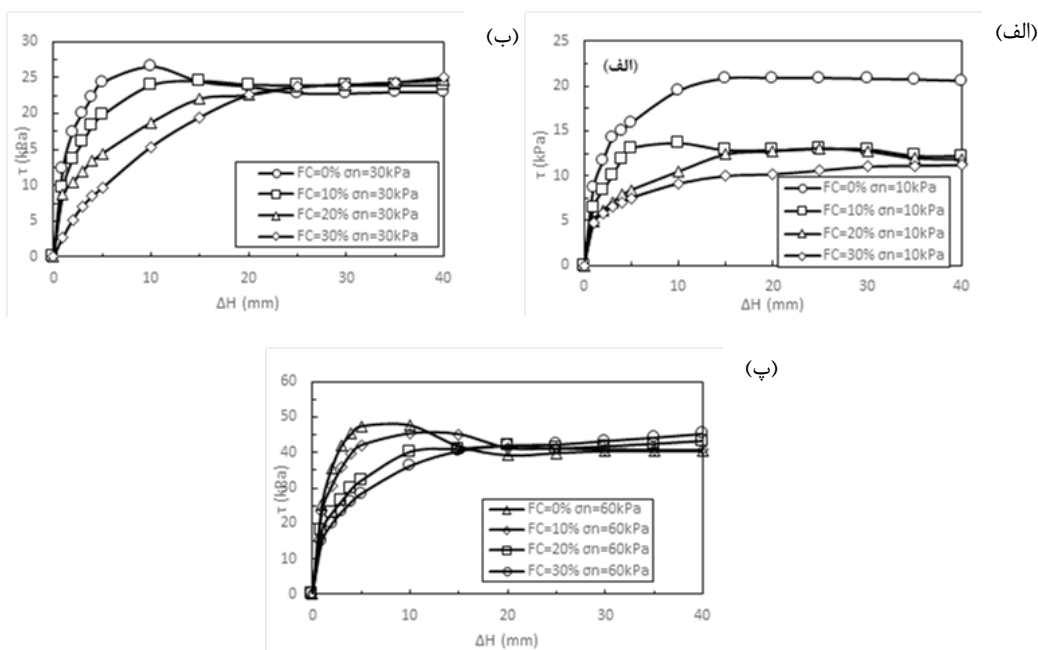 (الف)
25
20
15
10
5
0
τ (kPa)
(الف)
FC=0% σn=10kPa
FC=10% σn=10kPa
FC=20% σn=10kPa
FC=30% σn=10kPa
0 10 20 30 40
ΔH (mm)
(ب)
30
25
20
15
10
5
0
τ (kPa)
FC=0% σn=30kPa
FC=10% σn=30kPa
FC=20% σn=30kPa
FC=30% σn=30kPa
0 10 20 30 40
ΔH (mm)
(پ)
60
50
40
30
20
10
0
τ (kPa)
FC=0% σn=60kPa
FC=10% σn=60kPa
FC=20% σn=60kPa
FC=30% σn=60kPa
0 10 20 30 40
ΔH (mm)